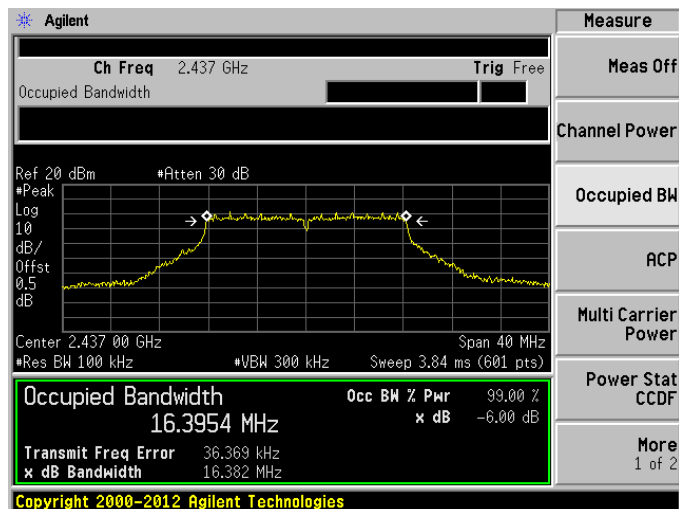 Agilent
Measure
Ch Freq 2.437 GHz Trig Free
Occupied Bandwidth
Meas Off
Channel Power
Occupied BW
ACP
Multi Carrier
Power
Power Stat
CCDF
More
1 of 2
Ref 20 dBm #Atten 30 dB
#Peak
Log
10
dB/
Offst
0.5
dB
Center 2.437 00 GHz Span 40 MHz
#Res BW 100 kHz #VBW 300 kHz Sweep 3.84 ms (601 pts)
Occupied Bandwidth Occ BW % Pwr 99.00 %
16.3954 MHz x dB -6.00 dB
Transmit Freq Error 36.369 kHz
x dB Bandwidth 16.382 MHz
Copyright 2000-2012 Agilent Technologies